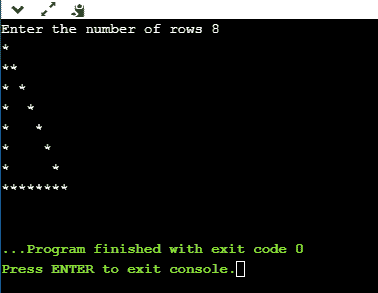 Enter the number of rows 8
*
**
* *
*  *
*   *
*    *
*     *
********
...Program finished with exit code 0
Press ENTER to exit console.